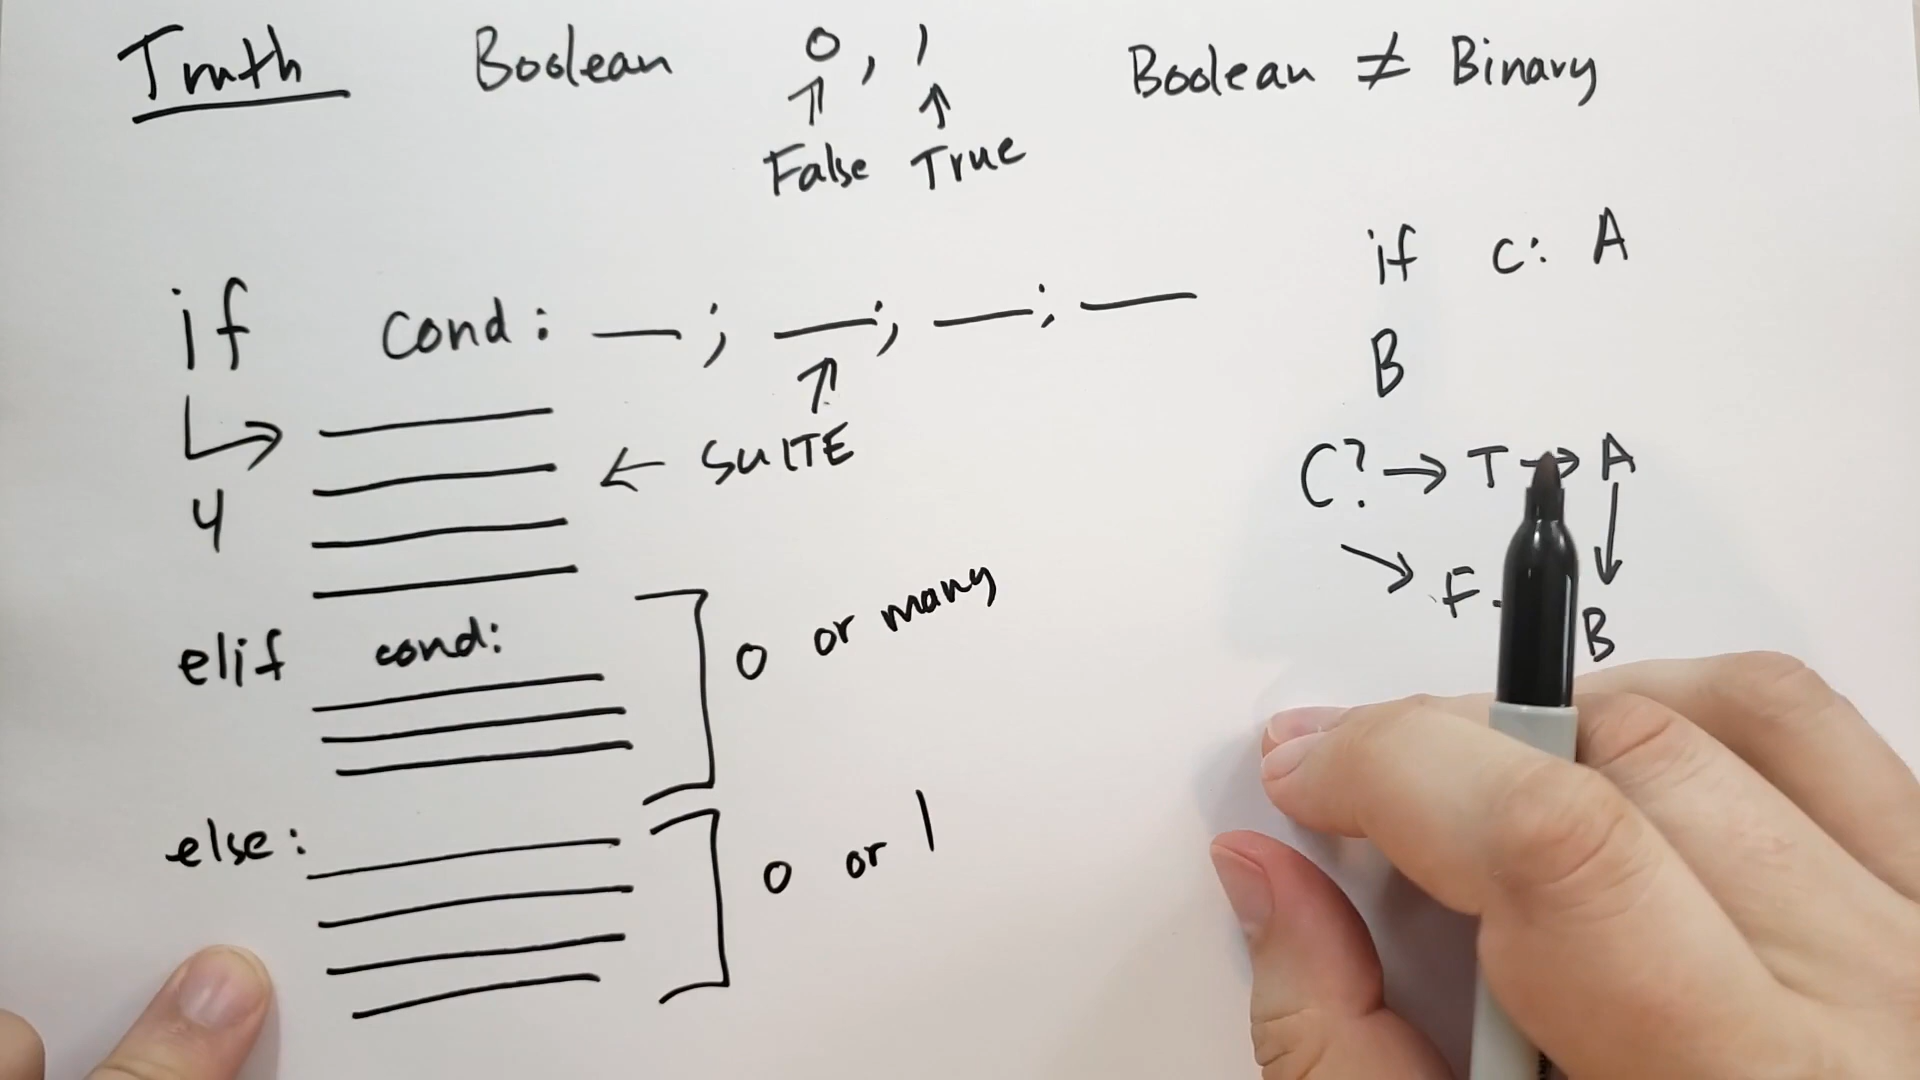 Truth Boolean 0, 1 Boolean ≠ Binary
↑ ↑
False True
if cond: — ; — ; — ; —
↑
← SUITE
4
elif cond:
0 or many
else:
0 or 1
if C: A
B
C? → T → A
↓
↘ F
B